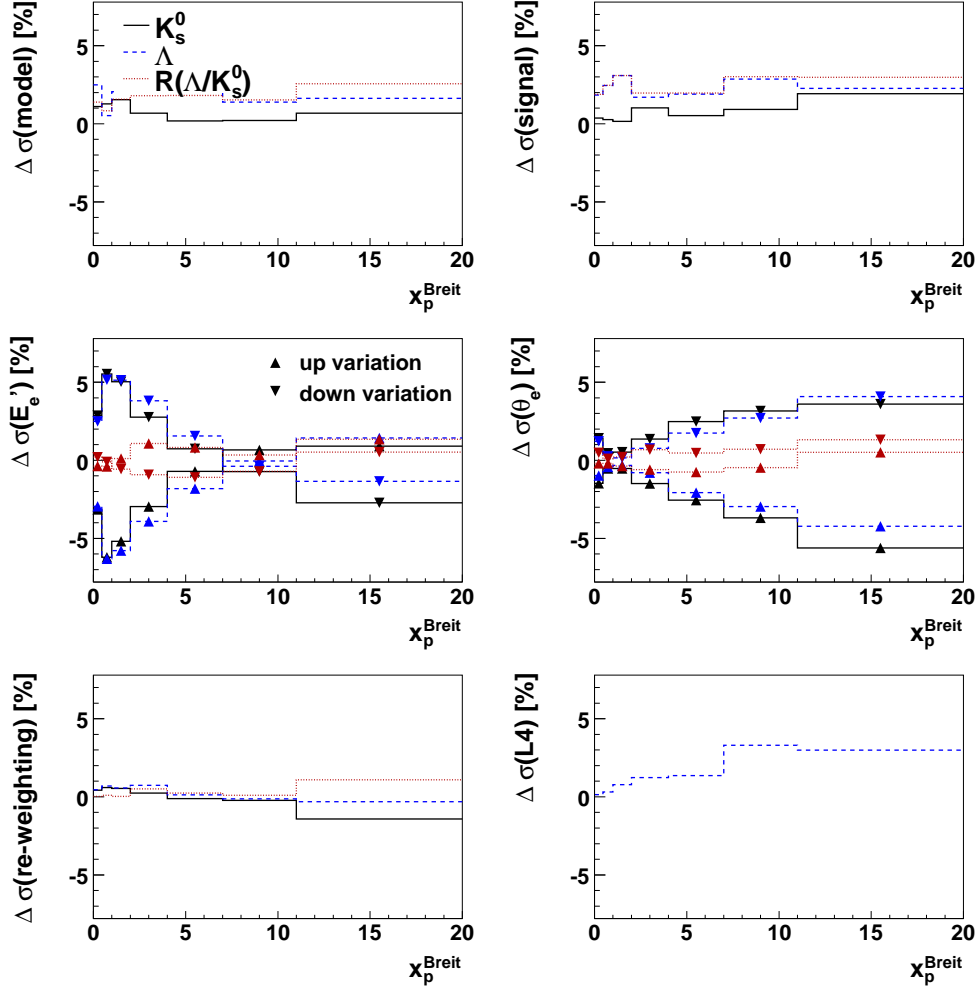 Δ σ(model) [%]
K_s^0
Λ
R(Λ/K_s^0)
5
0
-5
0 5 10 15 20
x_p^Breit
Δ σ(signal) [%]
5
0
-5
0 5 10 15 20
x_p^Breit
Δ σ(E_e’) [%]
up variation
down variation
5
0
-5
0 5 10 15 20
x_p^Breit
Δ σ(θ_e) [%]
5
0
-5
0 5 10 15 20
x_p^Breit
Δ σ(re-weighting) [%]
5
0
-5
0 5 10 15 20
x_p^Breit
Δ σ(L4) [%]
5
0
-5
0 5 10 15 20
x_p^Breit